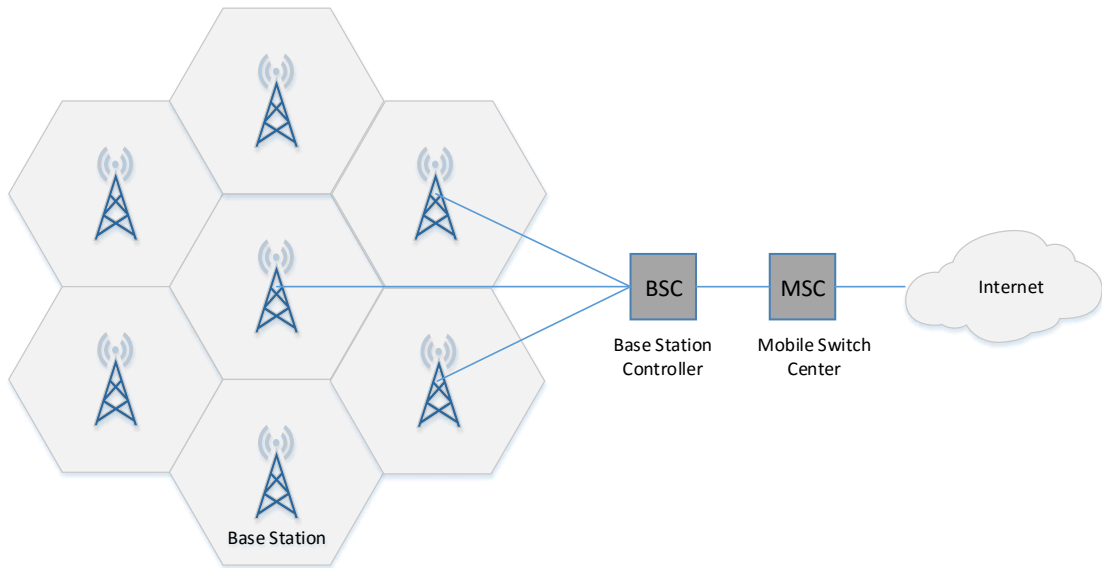 BSC
MSC
Internet
Base Station
Controller
Mobile Switch
Center
Base Station